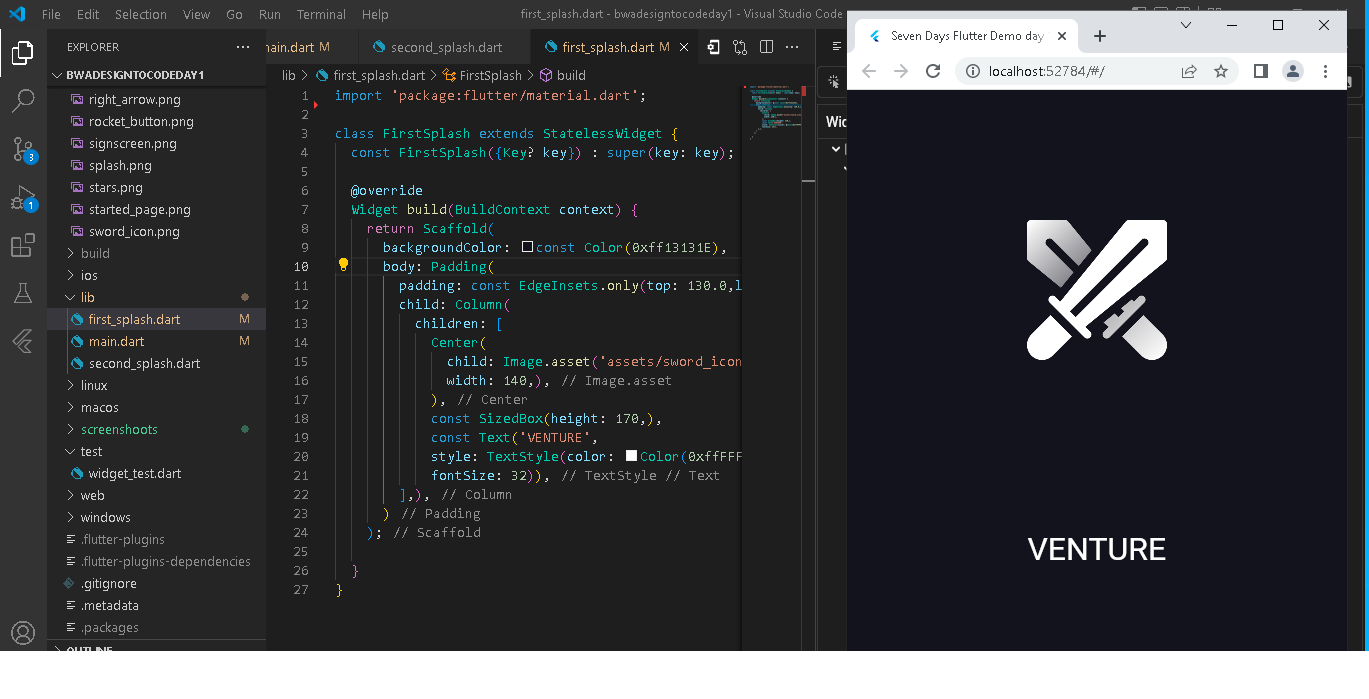 File Edit Selection View Go Run Terminal Help
first_splash.dart - bwadesigntocodeday1 - Visual Studio Code
EXPLORER
BWADESIGNTOCODEDAY1
right_arrow.png
rocket_button.png
signscreen.png
splash.png
stars.png
started_page.png
sword_icon.png
build
ios
lib
first_splash.dart M
main.dart M
second_splash.dart
linux
macos
screenshoots
test
widget_test.dart
web
windows
.flutter-plugins
.flutter-plugins-dependencies
.gitignore
.metadata
.packages
OUTLINE
3
1
main.dart M second_splash.dart first_splash.dart M
lib > first_splash.dart > FirstSplash > build
1 import 'package:flutter/material.dart';
2
3 class FirstSplash extends StatelessWidget {
4 const FirstSplash({Key? key}) : super(key: key);
5
6 @override
7 Widget build(BuildContext context) {
8 return Scaffold(
9 backgroundColor: const Color(0xff13131E),
10 body: Padding(
11 padding: const EdgeInsets.only(top: 130.0,l
12 child: Column(
13 children: [
14 Center(
15 child: Image.asset('assets/sword_icon
16 width: 140,), // Image.asset
17 ), // Center
18 const SizedBox(height: 170,),
19 const Text('VENTURE',
20 style: TextStyle(color: Color(0xffFFF
21 fontSize: 32)), // TextStyle // Text
22 ],), // Column
23 ) // Padding
24 ); // Scaffold
25
26 }
27 }
Wid
Seven Days Flutter Demo day
localhost:52784/#/
VENTURE